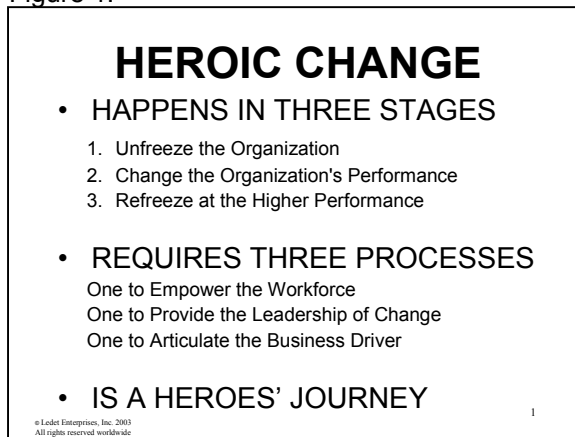 HEROIC CHANGE
• HAPPENS IN THREE STAGES
1. Unfreeze the Organization
2. Change the Organization's Performance
3. Refreeze at the Higher Performance
• REQUIRES THREE PROCESSES
One to Empower the Workforce
One to Provide the Leadership of Change
One to Articulate the Business Driver
• IS A HEROES' JOURNEY
© Ledet Enterprises, Inc. 2003
All rights reserved worldwide
1